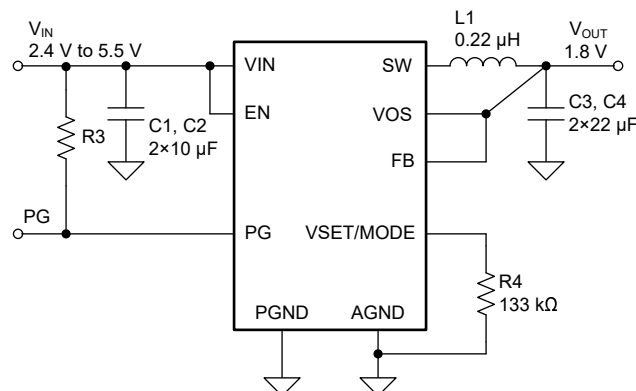 VIN
2.4 V to 5.5 V
L1
0.22 µH
VOUT
1.8 V
VIN
SW
EN
VOS
C1, C2
2×10 µF
C3, C4
2×22 µF
R3
FB
PG
PG
VSET/MODE
R4
133 kΩ
PGND
AGND